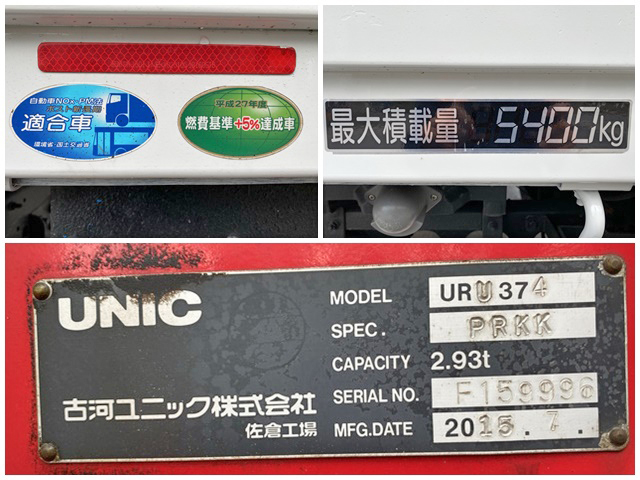 自動車NOx・PM法
ポスト新長期
適合車
環境省・国土交通省
平成27年度
燃費基準+5%達成車
最大積載量 5400kg
UNIC
MODEL URU374
SPEC. PRKK
CAPACITY 2.93t
SERIAL NO. F159996
MFG.DATE 2015.7.
古河ユニック株式会社
佐倉工場